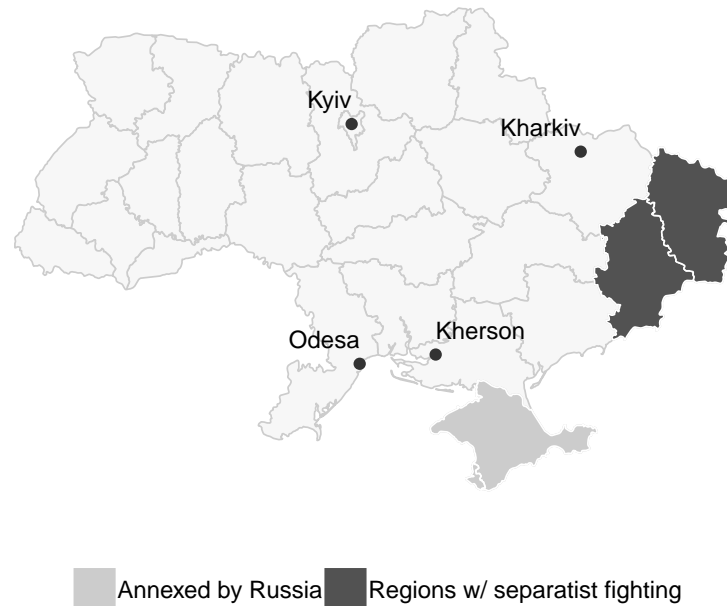 Kyiv
Kharkiv
Odesa
Kherson
Annexed by Russia
Regions w/ separatist fighting